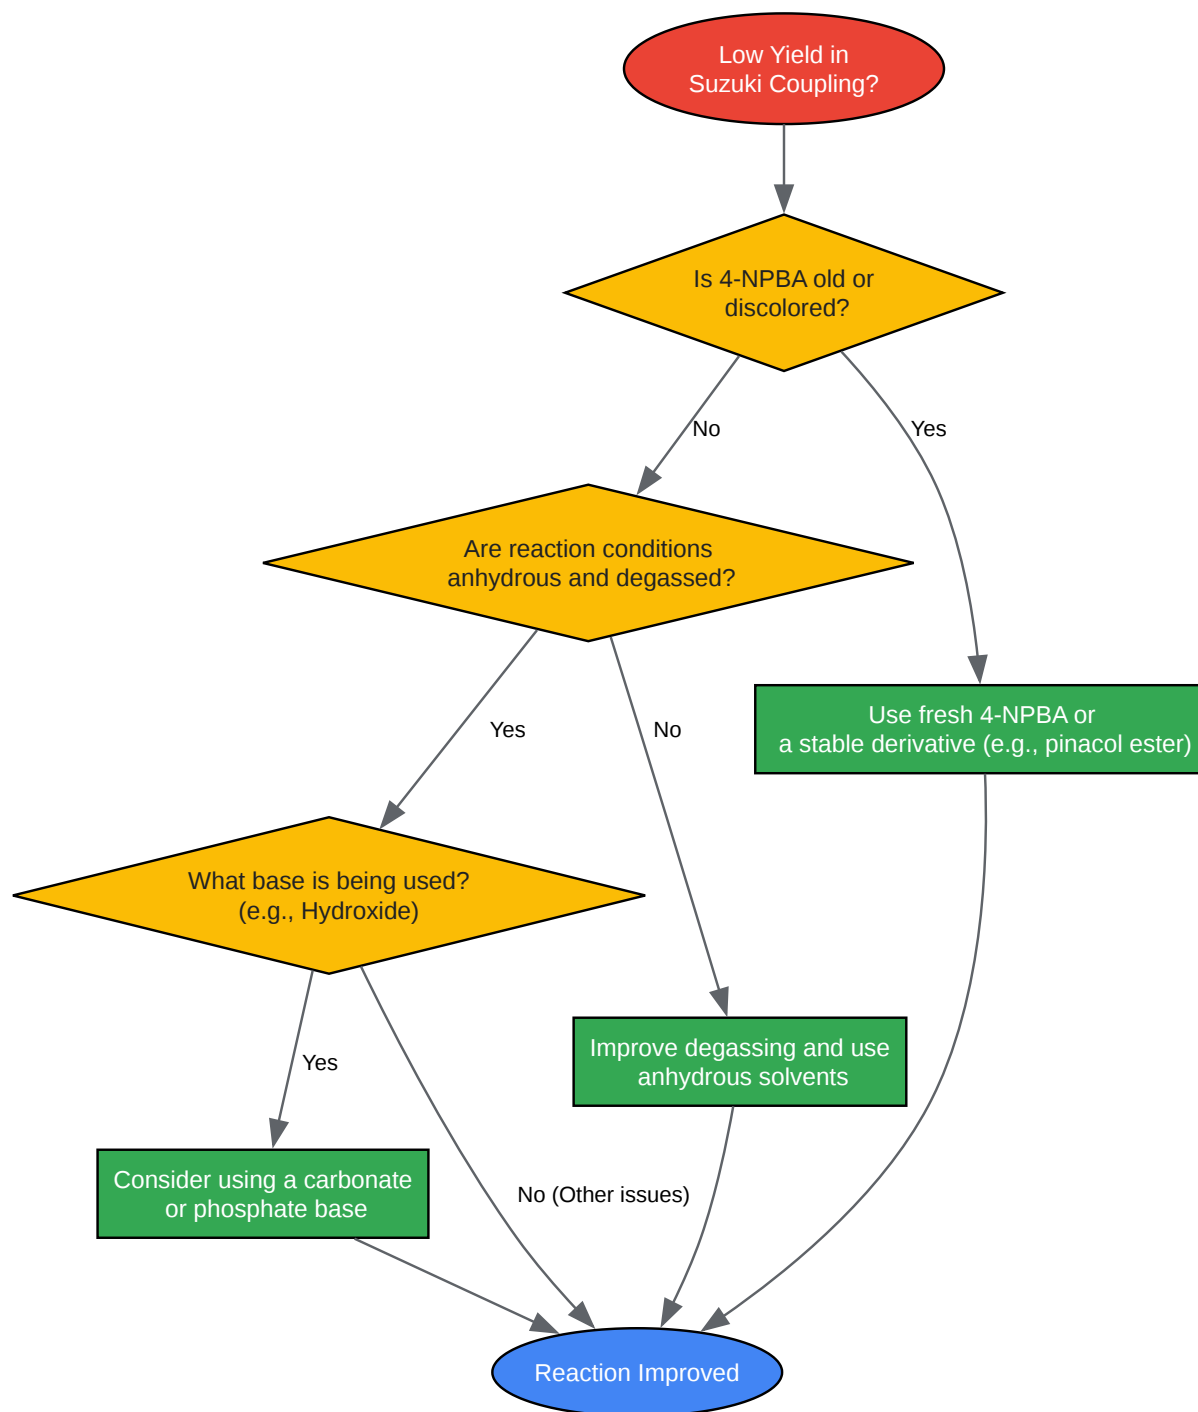 Low Yield in
Suzuki Coupling?
Is 4-NPBA old or
discolored?
No
Yes
Are reaction conditions
anhydrous and degassed?
Yes
No
Use fresh 4-NPBA or
a stable derivative (e.g., pinacol ester)
What base is being used?
(e.g., Hydroxide)
Yes
Improve degassing and use
anhydrous solvents
Consider using a carbonate
or phosphate base
No (Other issues)
Reaction Improved